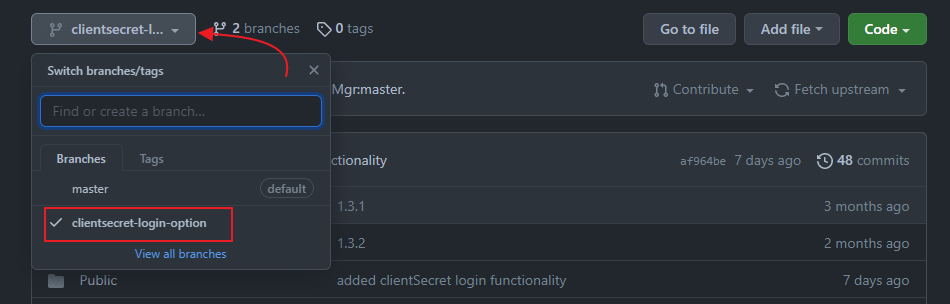 clientsecret-l... 2 branches 0 tags Go to file Add file Code
Switch branches/tags
Mgr:master. Contribute Fetch upstream
Find or create a branch...
Branches Tags
ctionality af964be 7 days ago 48 commits
master default
1.3.1 3 months ago
clientsecret-login-option
1.3.2 2 months ago
View all branches
Public added clientSecret login functionality 7 days ago